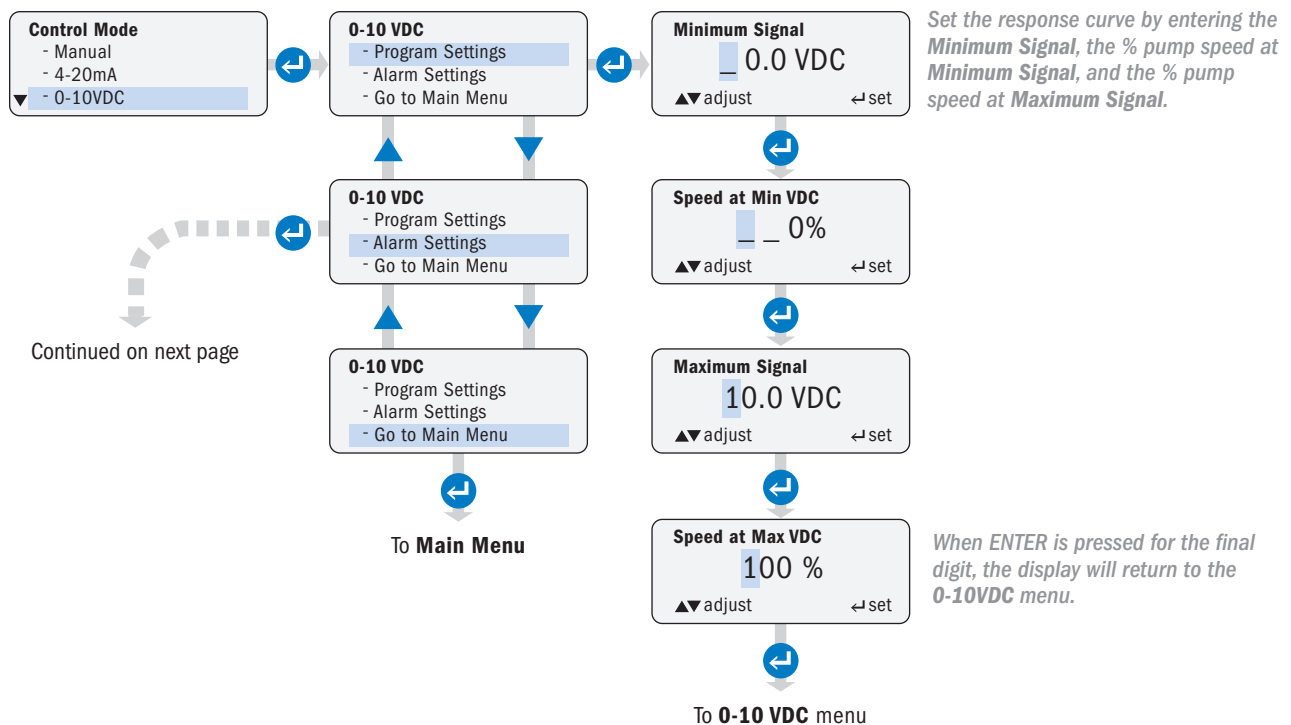 Control Mode
- Manual
- 4-20mA
- 0-10VDC
0-10 VDC
- Program Settings
- Alarm Settings
- Go to Main Menu
Minimum Signal
_ 0.0 VDC
▲▼ adjust ↵ set
Set the response curve by entering the
Minimum Signal, the % pump speed at
Minimum Signal, and the % pump
speed at Maximum Signal.
0-10 VDC
- Program Settings
- Alarm Settings
- Go to Main Menu
Speed at Min VDC
_ _ 0%
▲▼ adjust ↵ set
Continued on next page
0-10 VDC
- Program Settings
- Alarm Settings
- Go to Main Menu
To Main Menu
Maximum Signal
10.0 VDC
▲▼ adjust ↵ set
Speed at Max VDC
100 %
▲▼ adjust ↵ set
When ENTER is pressed for the final
digit, the display will return to the
0-10VDC menu.
To 0-10 VDC menu